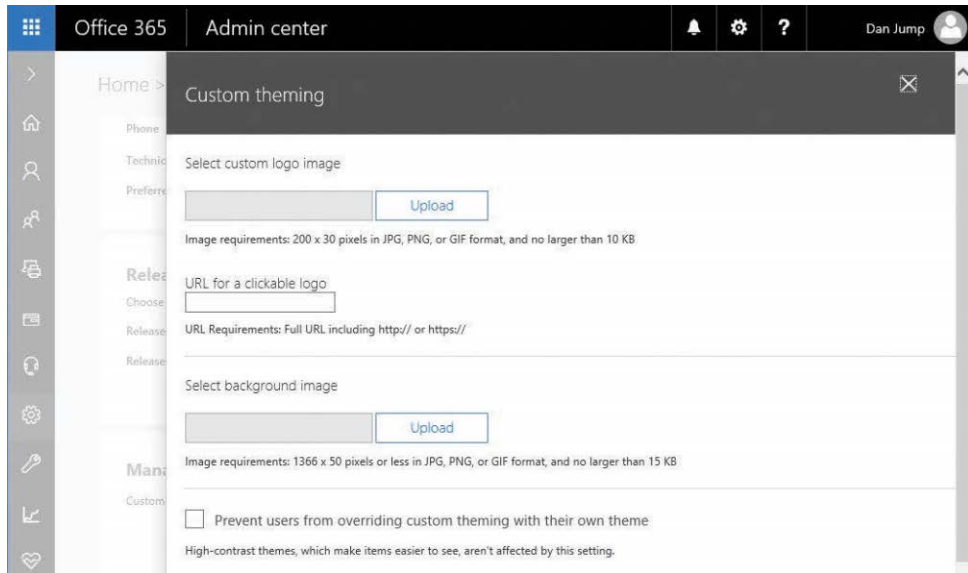 Office 365
Admin center
?
Dan Jump
Home >
Custom theming
Phone
Technic
Preferre
Select custom logo image
Upload
Image requirements: 200 x 30 pixels in JPG, PNG, or GIF format, and no larger than 10 KB
Relea
Choose
Release
Release
URL for a clickable logo
URL Requirements: Full URL including http:// or https://
Select background image
Upload
Image requirements: 1366 x 50 pixels or less in JPG, PNG, or GIF format, and no larger than 15 KB
Mana
Custom
Prevent users from overriding custom theming with their own theme
High-contrast themes, which make items easier to see, aren't affected by this setting.